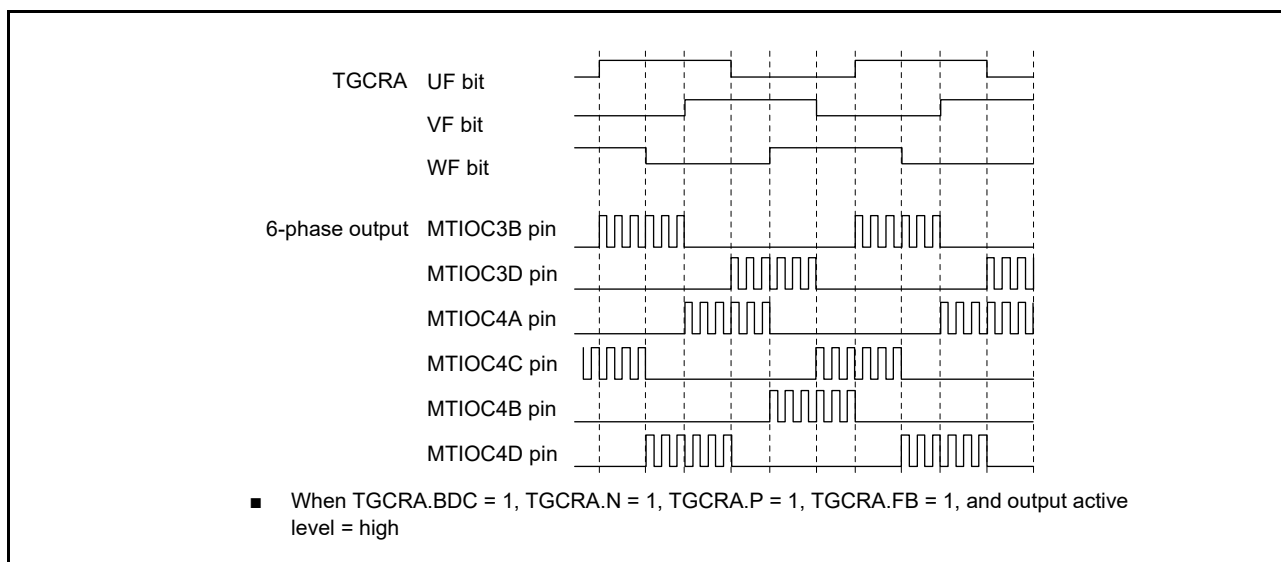 TGCRA UF bit
VF bit
WF bit
6-phase output MTIOC3B pin
MTIOC3D pin
MTIOC4A pin
MTIOC4C pin
MTIOC4B pin
MTIOC4D pin
■ When TGCRA.BDC = 1, TGCRA.N = 1, TGCRA.P = 1, TGCRA.FB = 1, and output active
level = high